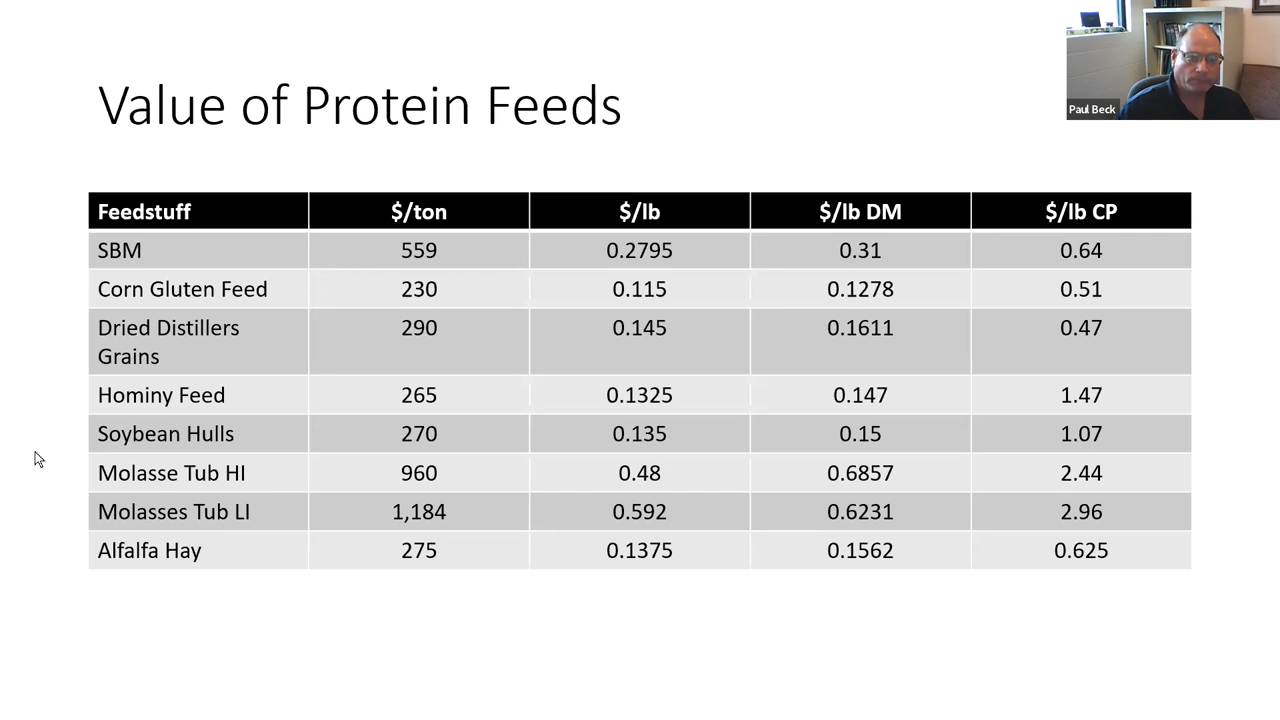 Value of Protein Feeds
Paul Beck
Feedstuff $/ton $/lb $/lb DM $/lb CP
SBM 559 0.2795 0.31 0.64
Corn Gluten Feed 230 0.115 0.1278 0.51
Dried Distillers 290 0.145 0.1611 0.47
Grains
Hominy Feed 265 0.1325 0.147 1.47
Soybean Hulls 270 0.135 0.15 1.07
Molasse Tub HI 960 0.48 0.6857 2.44
Molasses Tub LI 1,184 0.592 0.6231 2.96
Alfalfa Hay 275 0.1375 0.1562 0.625